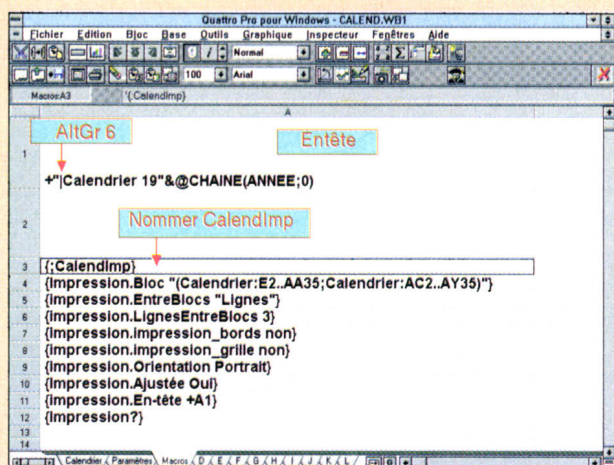 Quattro Pro pour Windows - CALEND.WB1
Fichier Edition Bloc Base Outils Graphique Inspecteur Fenêtres Aide
Normal
100 Arial
Macros:A3 '{;CalendImp}
A
AltGr 6
Entête
1
+"|Calendrier 19"&@CHAINE(ANNEE;0)
2
Nommer CalendImp
3 {;CalendImp}
4 {Impression.Bloc "(Calendrier:E2..AA35;Calendrier:AC2..AY35)"}
5 {Impression.EntreBlocs "Lignes"}
6 {Impression.LignesEntreBlocs 3}
7 {Impression.impression_bords non}
8 {Impression.impression_grille non}
9 {Impression.Orientation Portrait}
10 {Impression.Ajustée Oui}
11 {Impression.En-tête +A1}
12 {Impression?}
13
14
Calendrier Paramètres Macros D E F G H I J K L